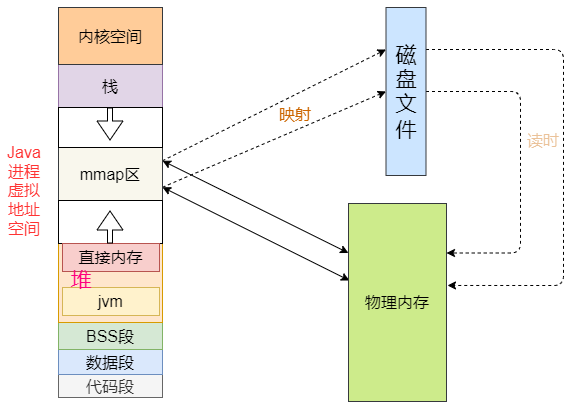 内核空间
栈
Java
进程
虚拟
地址
空间
mmap区
直接内存
堆
jvm
BSS段
数据段
代码段
映射
磁
盘
文
件
读时
物理内存